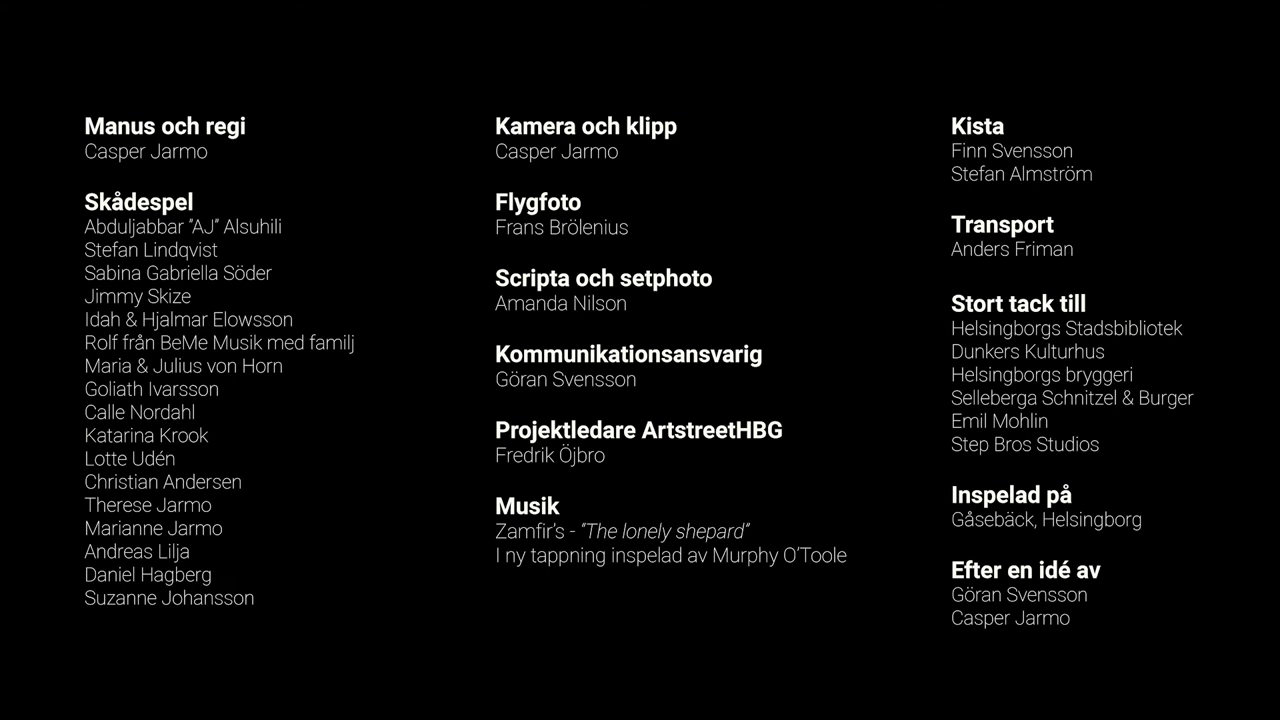 Manus och regi
Casper Jarmo
Skådespel
Abduljabbar "AJ" Alsuhili
Stefan Lindqvist
Sabina Gabriella Söder
Jimmy Skize
Idah & Hjalmar Elowsson
Rolf från BeMe Musik med familj
Maria & Julius von Horn
Goliath Ivarsson
Calle Nordahl
Katarina Krook
Lotte Udén
Christian Andersen
Therese Jarmo
Marianne Jarmo
Andreas Lilja
Daniel Hagberg
Suzanne Johansson
Kamera och klipp
Casper Jarmo
Flygfoto
Frans Brölenius
Scripta och setphoto
Amanda Nilson
Kommunikationsansvarig
Göran Svensson
Projektledare ArtstreetHBG
Fredrik Öjbro
Musik
Zamfir's - "The lonely shepard"
I ny tappning inspelad av Murphy O'Toole
Kista
Finn Svensson
Stefan Almström
Transport
Anders Friman
Stort tack till
Helsingborgs Stadsbibliotek
Dunkers Kulturhus
Helsingborgs bryggeri
Selleberga Schnitzel & Burger
Emil Mohlin
Step Bros Studios
Inspelad på
Gåsebäck, Helsingborg
Efter en idé av
Göran Svensson
Casper Jarmo